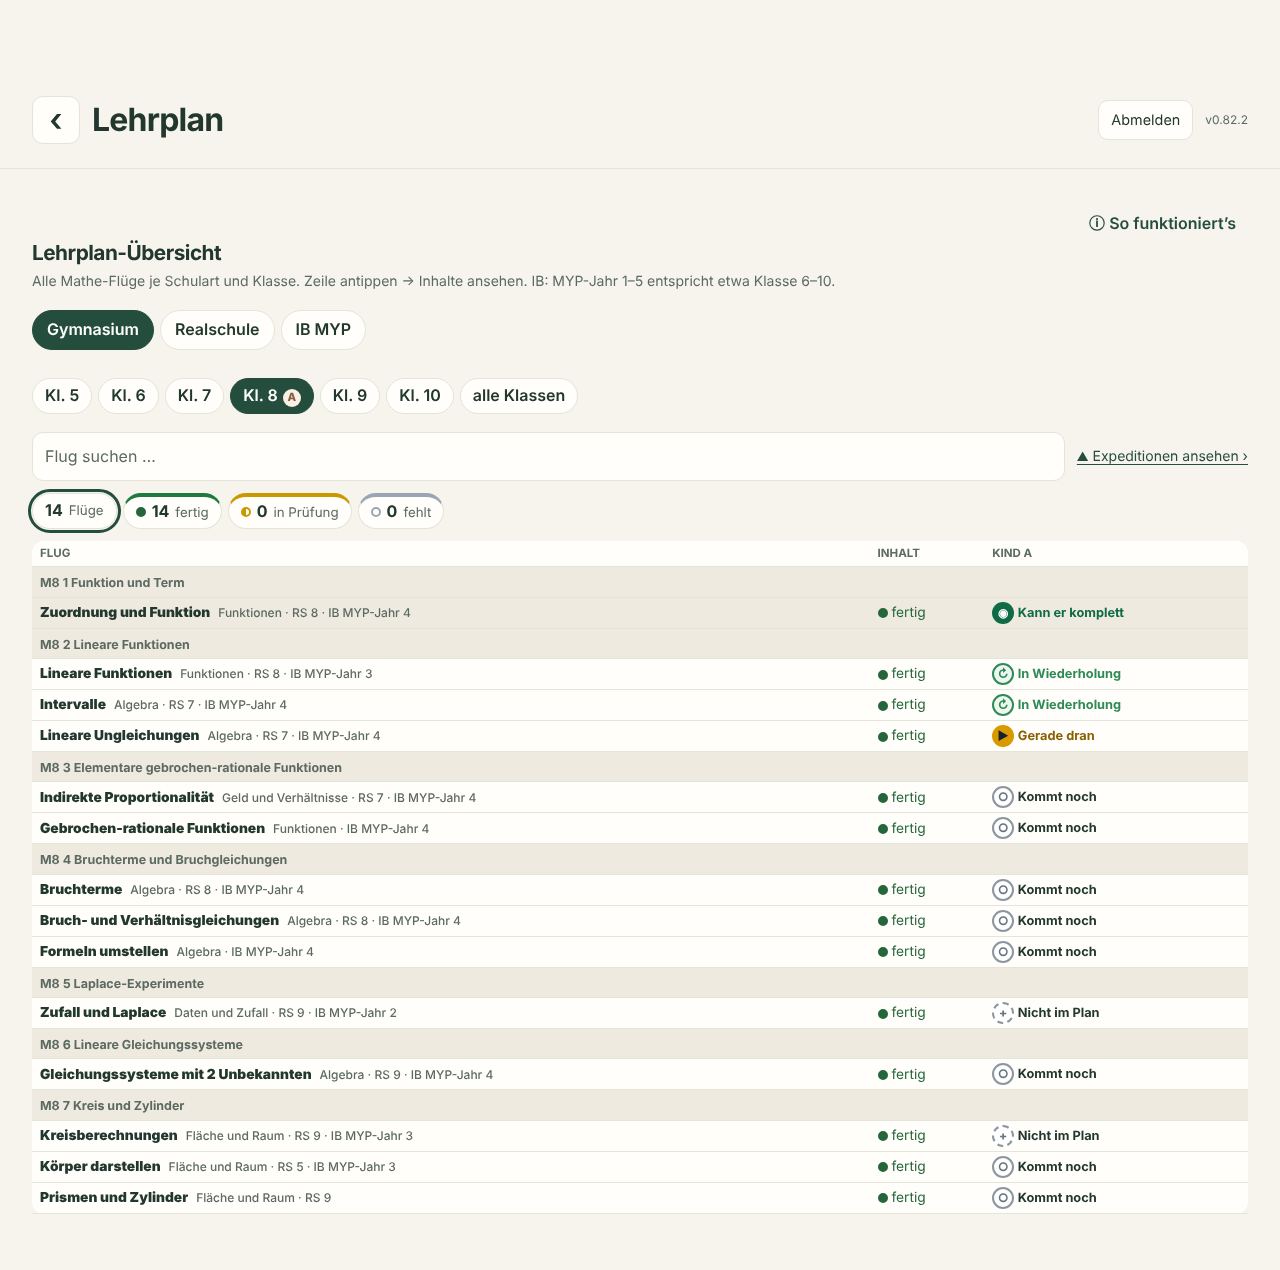 ‹ Lehrplan
Abmelden v0.82.2
ⓘ So funktioniert’s
Lehrplan-Übersicht
Alle Mathe-Flüge je Schulart und Klasse. Zeile antippen → Inhalte ansehen. IB: MYP-Jahr 1–5 entspricht etwa Klasse 6–10.
Gymnasium Realschule IB MYP
Kl. 5 Kl. 6 Kl. 7 Kl. 8 A Kl. 9 Kl. 10 alle Klassen
Flug suchen …
▲ Expeditionen ansehen ›
14 Flüge 14 fertig 0 in Prüfung 0 fehlt
FLUG INHALT KIND A
M8 1 Funktion und Term
Zuordnung und Funktion Funktionen · RS 8 · IB MYP-Jahr 4 fertig Kann er komplett
M8 2 Lineare Funktionen
Lineare Funktionen Funktionen · RS 8 · IB MYP-Jahr 3 fertig In Wiederholung
Intervalle Algebra · RS 7 · IB MYP-Jahr 4 fertig In Wiederholung
Lineare Ungleichungen Algebra · RS 7 · IB MYP-Jahr 4 fertig Gerade dran
M8 3 Elementare gebrochen-rationale Funktionen
Indirekte Proportionalität Geld und Verhältnisse · RS 7 · IB MYP-Jahr 4 fertig Kommt noch
Gebrochen-rationale Funktionen Funktionen · IB MYP-Jahr 4 fertig Kommt noch
M8 4 Bruchterme und Bruchgleichungen
Bruchterme Algebra · RS 8 · IB MYP-Jahr 4 fertig Kommt noch
Bruch- und Verhältnisgleichungen Algebra · RS 8 · IB MYP-Jahr 4 fertig Kommt noch
Formeln umstellen Algebra · IB MYP-Jahr 4 fertig Kommt noch
M8 5 Laplace-Experimente
Zufall und Laplace Daten und Zufall · RS 9 · IB MYP-Jahr 2 fertig Nicht im Plan
M8 6 Lineare Gleichungssysteme
Gleichungssysteme mit 2 Unbekannten Algebra · RS 9 · IB MYP-Jahr 4 fertig Kommt noch
M8 7 Kreis und Zylinder
Kreisberechnungen Fläche und Raum · RS 9 · IB MYP-Jahr 3 fertig Nicht im Plan
Körper darstellen Fläche und Raum · RS 5 · IB MYP-Jahr 3 fertig Kommt noch
Prismen und Zylinder Fläche und Raum · RS 9 fertig Kommt noch